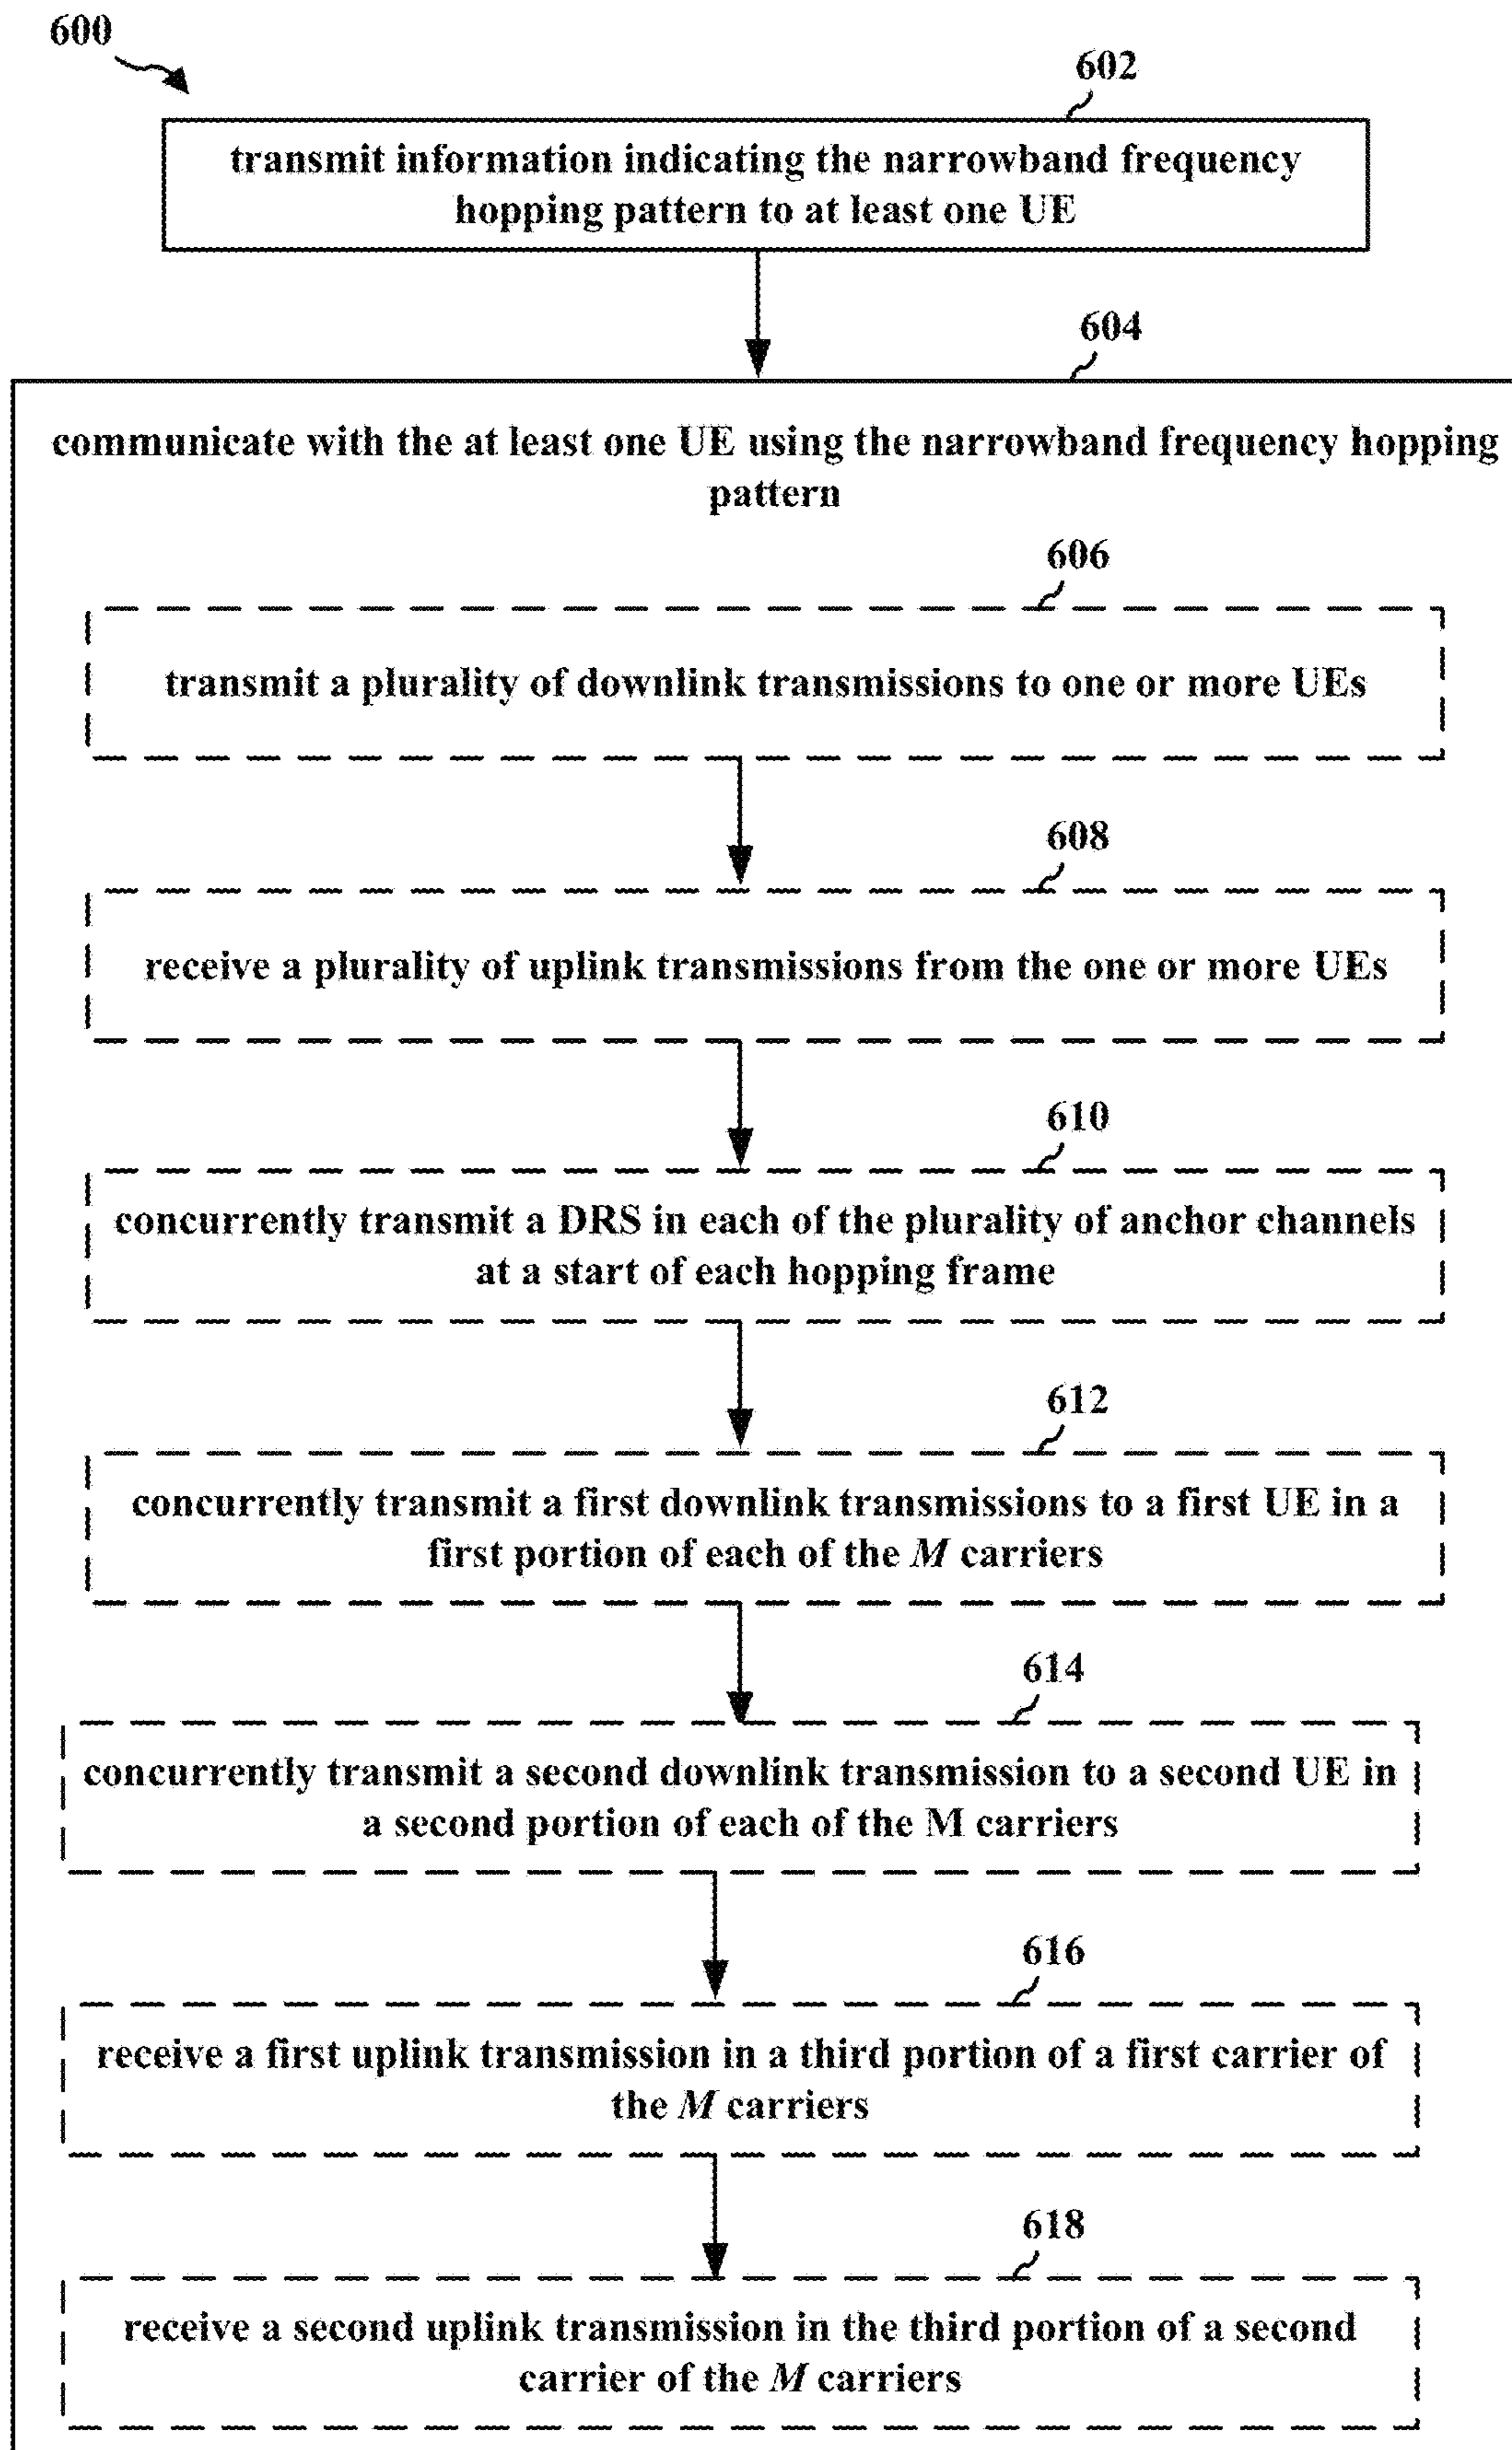 600
602
transmit information indicating the narrowband frequency
hopping pattern to at least one UE
604
communicate with the at least one UE using the narrowband frequency hopping
pattern
606
transmit a plurality of downlink transmissions to one or more UEs
608
receive a plurality of uplink transmissions from the one or more UEs
610
concurrently transmit a DRS in each of the plurality of anchor channels
at a start of each hopping frame
612
concurrently transmit a first downlink transmissions to a first UE in a
first portion of each of the M carriers
614
concurrently transmit a second downlink transmission to a second UE in
a second portion of each of the M carriers
616
receive a first uplink transmission in a third portion of a first carrier of
the M carriers
618
receive a second uplink transmission in the third portion of a second
carrier of the M carriers